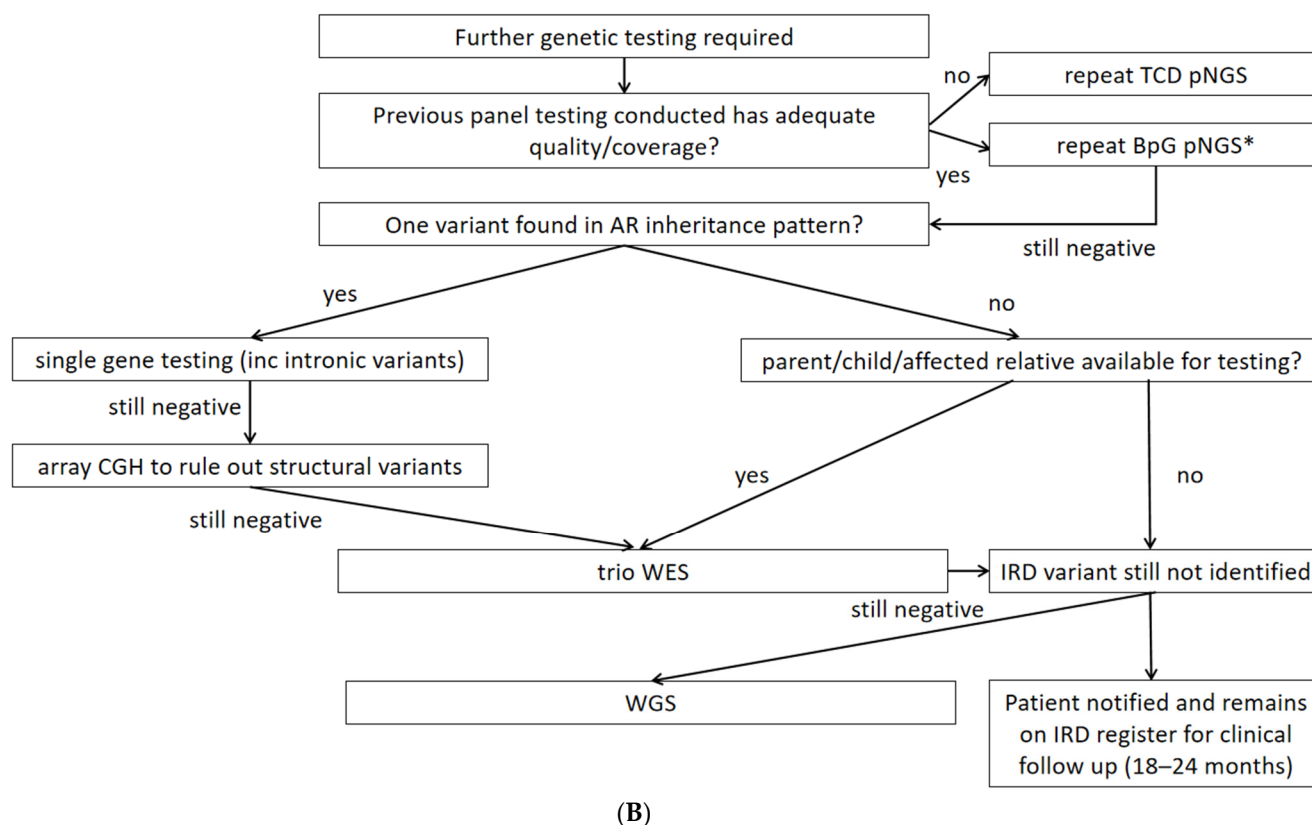 Further genetic testing required
no
repeat TCD pNGS
Previous panel testing conducted has adequate
quality/coverage?
repeat BpG pNGS*
yes
One variant found in AR inheritance pattern?
still negative
yes
no
single gene testing (inc intronic variants)
parent/child/affected relative available for testing?
still negative
array CGH to rule out structural variants
yes
no
still negative
trio WES
IRD variant still not identified
still negative
WGS
Patient notified and remains
on IRD register for clinical
follow up (18–24 months)
(B)